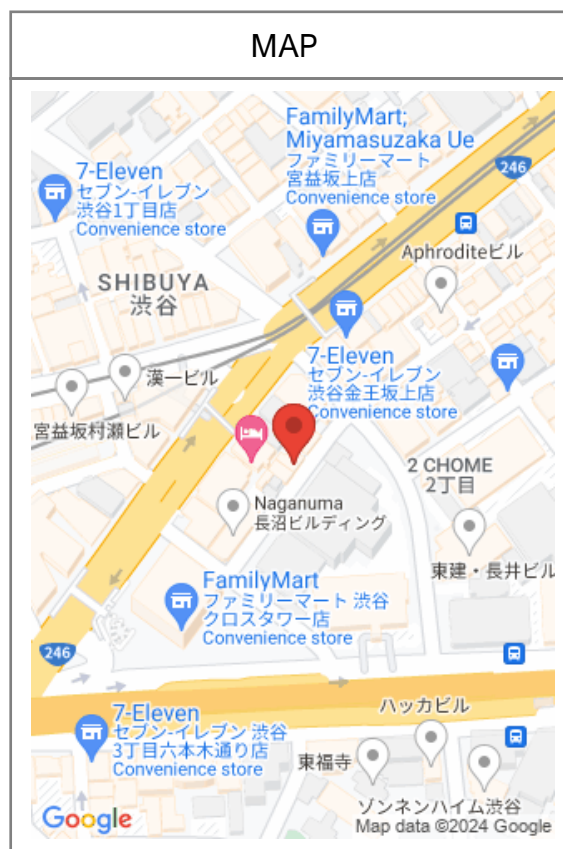 MAP
FamilyMart;
Miyamasuzaka Ue
ファミリーマート
宮益坂上店
Convenience store
246
7-Eleven
セブン-イレブン
渋谷1丁目店
Convenience store
Aphroditeビル
SHIBUYA
渋谷
7-Eleven
セブン-イレブン
渋谷金王坂上店
Convenience store
漢一ビル
宮益坂村瀬ビル
2 CHOME
2丁目
Naganuma
長沼ビルディング
東建・長井ビル
FamilyMart
ファミリーマート 渋谷
クロスタワー店
Convenience store
246
ハッカビル
7-Eleven
セブン-イレブン 渋谷
3丁目六本木通り店
Convenience store
東福寺
ゾンネンハイム渋谷
Google
Map data ©2024 Google